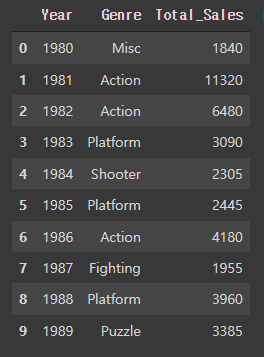 Year Genre Total_Sales
0 1980 Misc 1840
1 1981 Action 11320
2 1982 Action 6480
3 1983 Platform 3090
4 1984 Shooter 2305
5 1985 Platform 2445
6 1986 Action 4180
7 1987 Fighting 1955
8 1988 Platform 3960
9 1989 Puzzle 3385